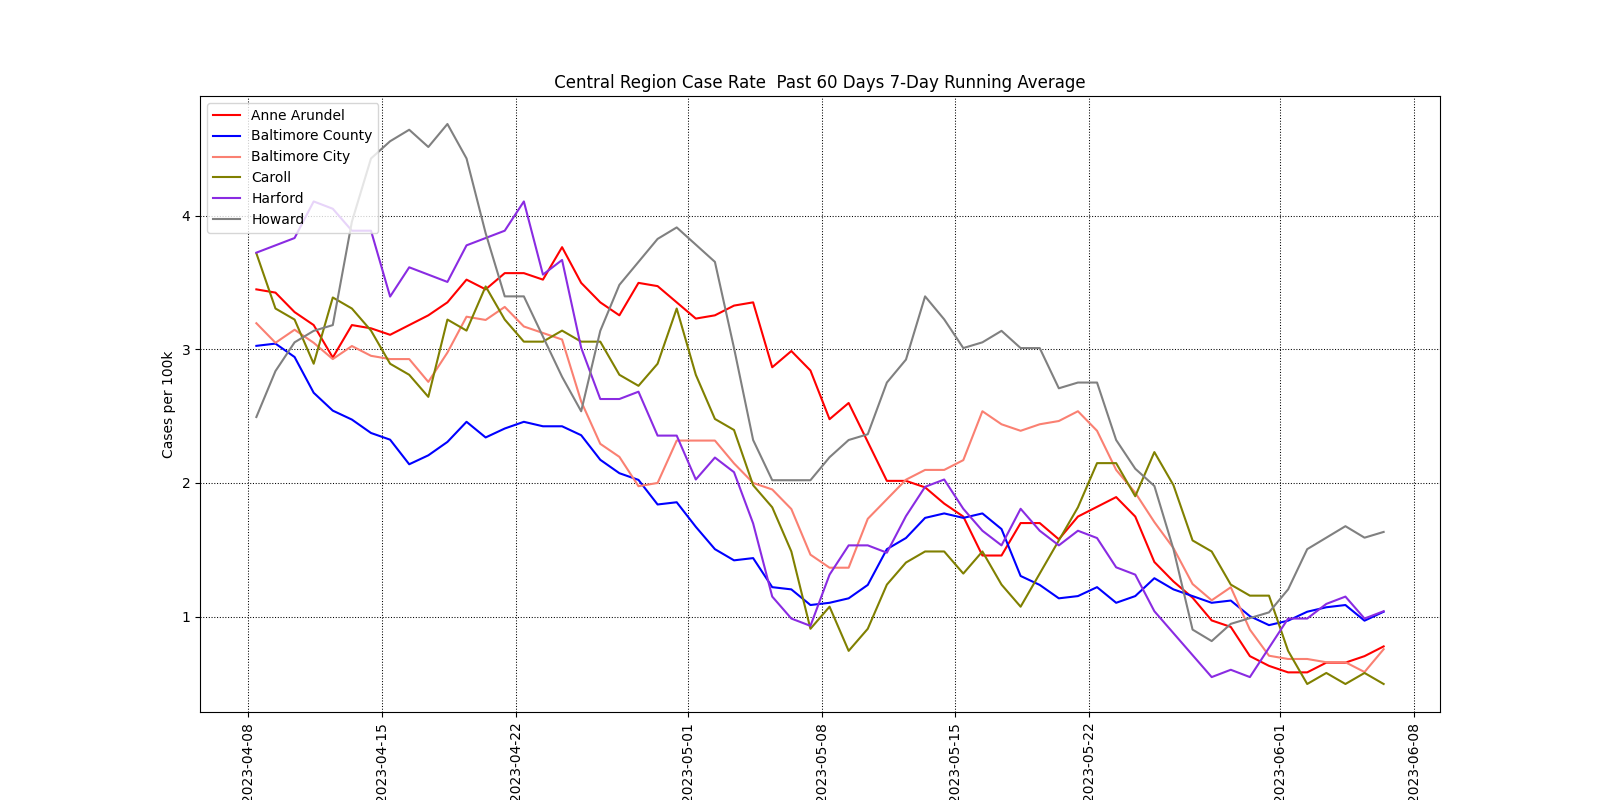 Central Region Case Rate  Past 60 Days 7-Day Running Average
Anne Arundel
Baltimore County
Baltimore City
Caroll
Harford
Howard
Cases per 100k
4
3
2
1
2023-04-08
2023-04-15
2023-04-22
2023-05-01
2023-05-08
2023-05-15
2023-05-22
2023-06-01
2023-06-08